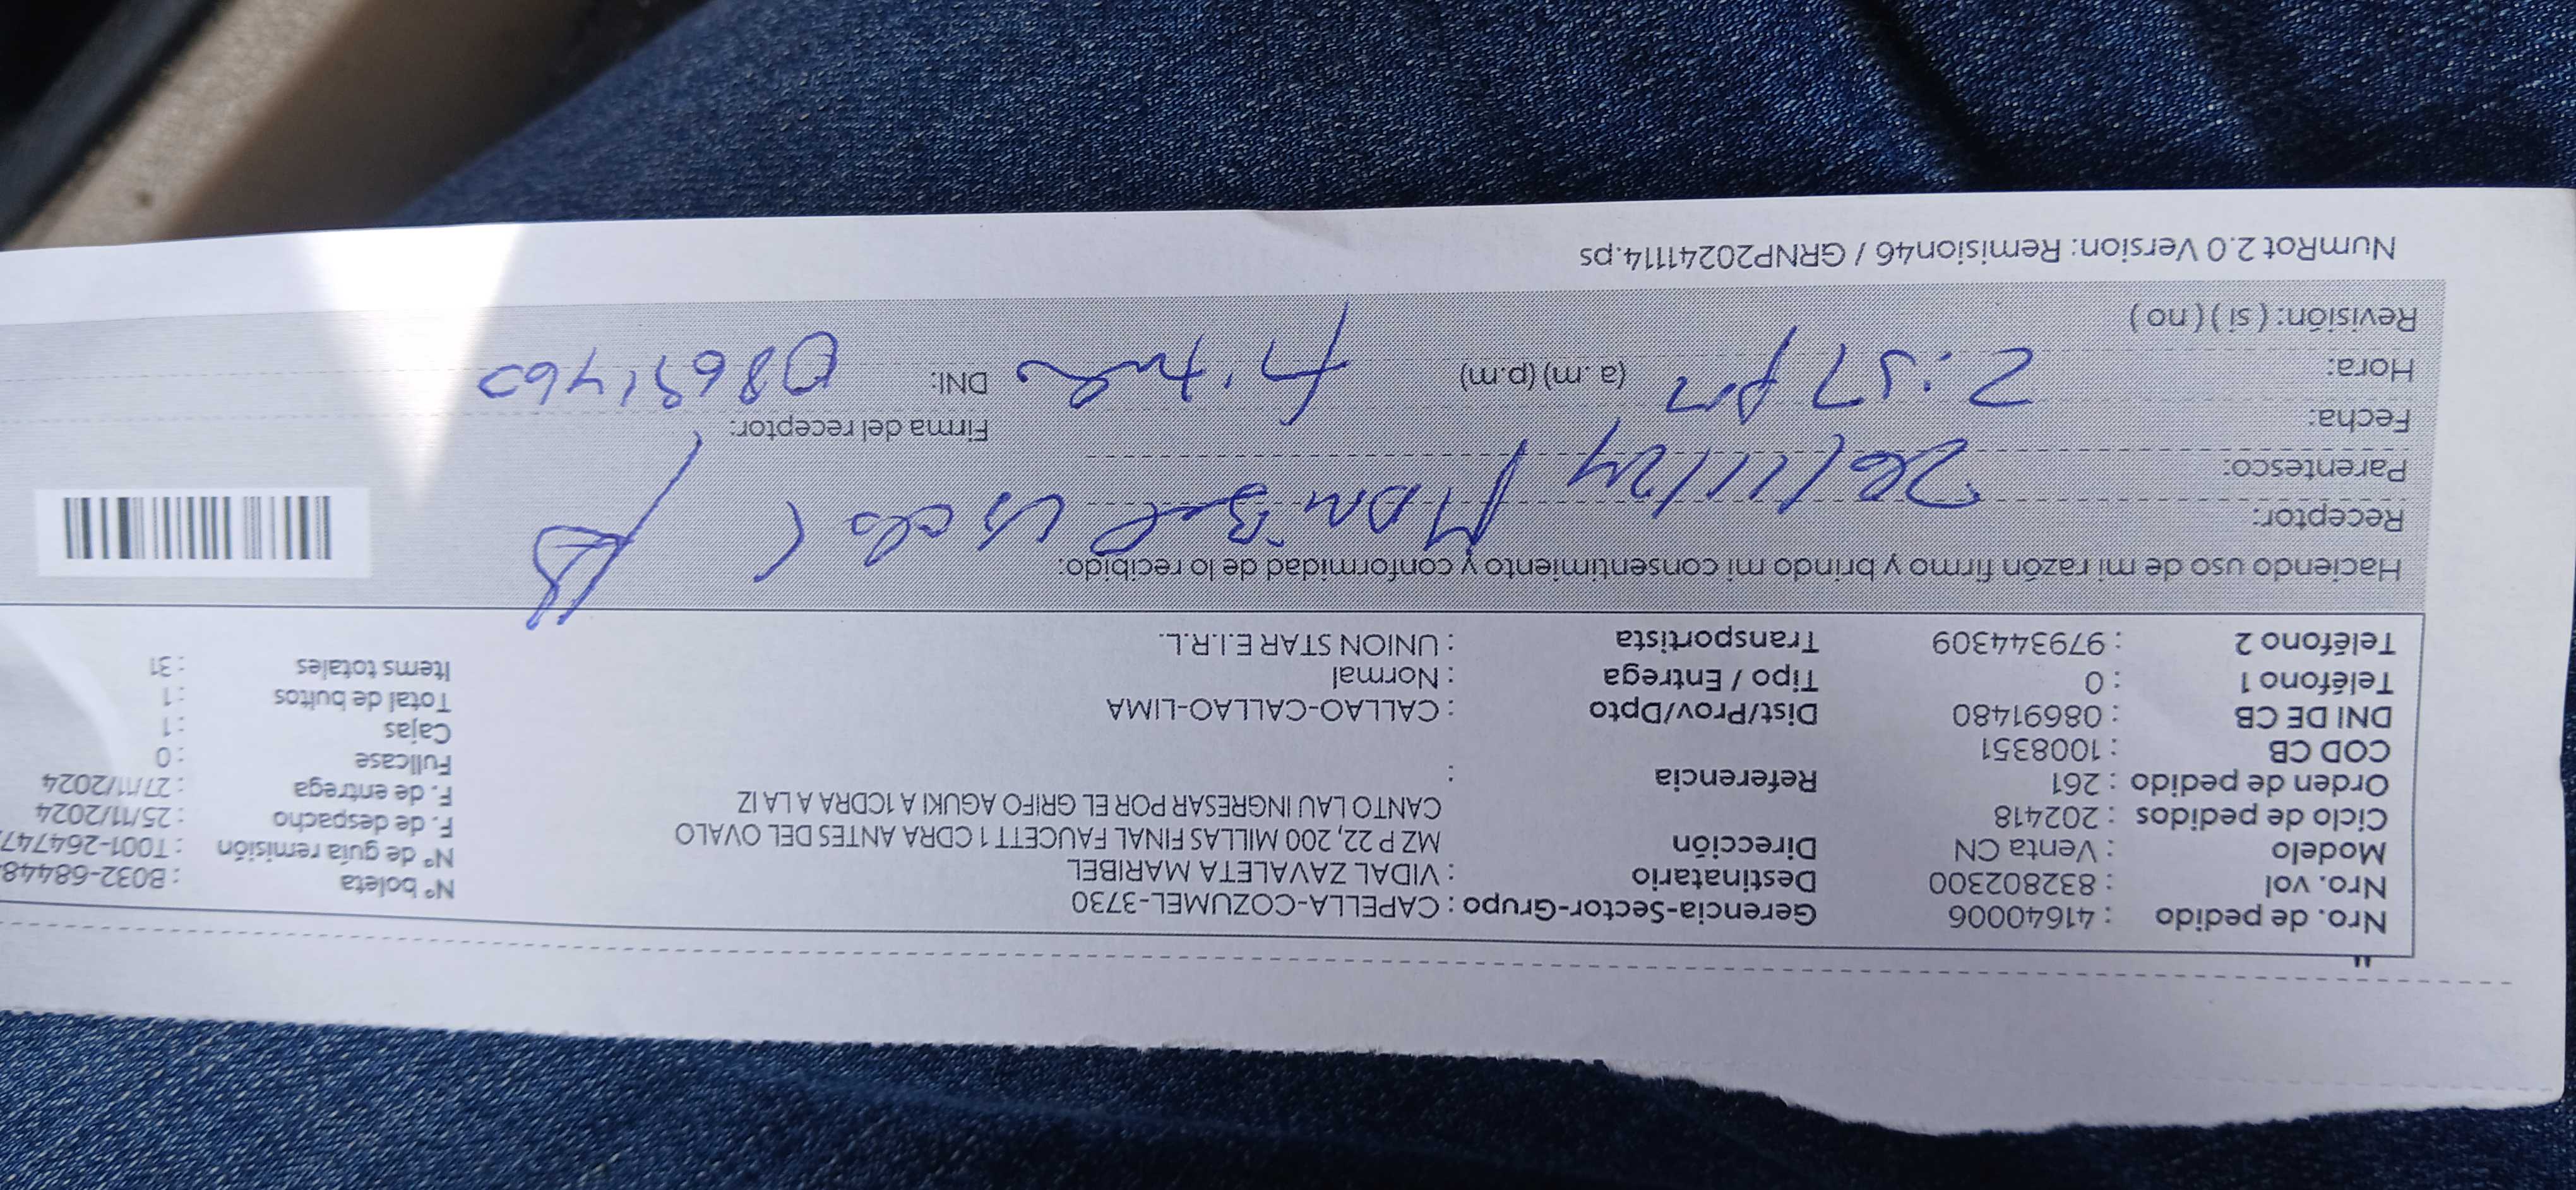 Nro. de pedido : 41640006 Gerencia-Sector-Grupo : CAPELLA-COZUMEL-3730
Nro. vol : 832802300 Destinatario : VIDAL ZAVALETA MARIBEL Nº boleta : B032-68448
Modelo : Venta CN Dirección MZ P 22, 200 MILLAS FINAL FAUCETT 1 CDRA ANTES DEL OVALO Nº de guía remisión : T001-264747
Ciclo de pedidos : 202418 CANTO LAU INGRESAR POR EL GRIFO AGUKI A 1CDRA A LA IZ F. de despacho : 25/11/2024
Orden de pedido : 261 Referencia : F. de entrega : 27/11/2024
COD CB : 1008351 Fullcase : 0
DNI DE CB : 08691480 Dist/Prov/Dpto : CALLAO-CALLAO-LIMA Cajas : 1
Teléfono 1 : 0 Tipo / Entrega : Normal Total de bultos : 1
Teléfono 2 : 979344309 Transportista : UNION STAR E.I.R.L. Items totales : 31
Haciendo uso de mi razón firmo y brindo mi consentimiento y conformidad de lo recibido:
Receptor:
Parentesco:
Fecha: 26/11/24 Firma del receptor:
Hora: 2:57 pm (a.m) (p.m) DNI:
Revisión: ( si ) ( no )
NumRot 2.0 Version: Remision46 / GRNP202411114.ps